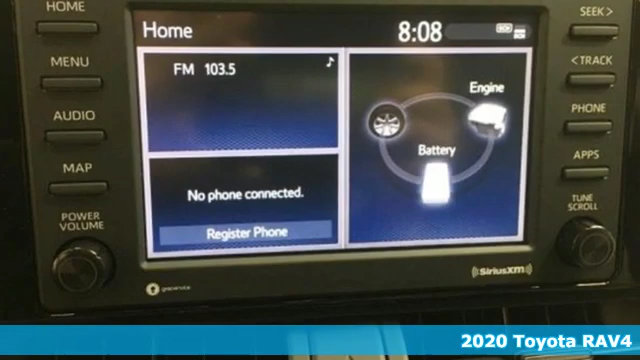 HOME
MENU
AUDIO
MAP
POWER
VOLUME
gracenote
Home
8:08
FM 103.5
No phone connected.
Register Phone
Engine
Battery
SiriusXM
SEEK >
< TRACK
PHONE
APPS
TUNE
SCROLL
2020 Toyota RAV4